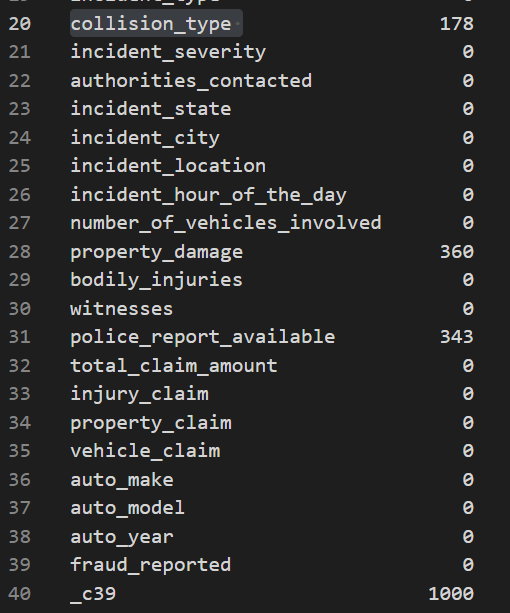 20 collision_type 178
21 incident_severity 0
22 authorities_contacted 0
23 incident_state 0
24 incident_city 0
25 incident_location 0
26 incident_hour_of_the_day 0
27 number_of_vehicles_involved 0
28 property_damage 360
29 bodily_injuries 0
30 witnesses 0
31 police_report_available 343
32 total_claim_amount 0
33 injury_claim 0
34 property_claim 0
35 vehicle_claim 0
36 auto_make 0
37 auto_model 0
38 auto_year 0
39 fraud_reported 0
40 _c39 1000